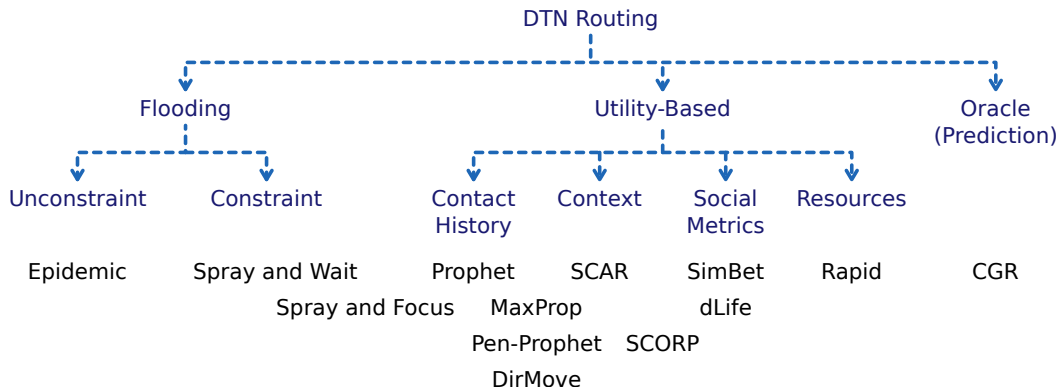 DTN Routing
Flooding Utility-Based Oracle
(Prediction)
Unconstraint Constraint Contact Context Social Resources
History Metrics
Epidemic Spray and Wait Prophet SCAR SimBet Rapid CGR
Spray and Focus MaxProp dLife
Pen-Prophet SCORP
DirMove